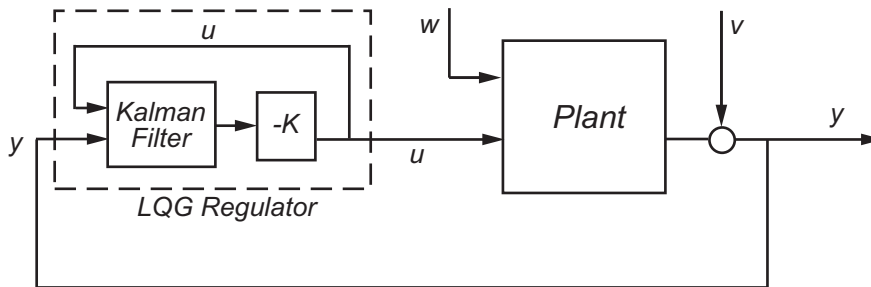 u
w
v
Kalman
Filter
-K
Plant
y
y
u
LQG Regulator